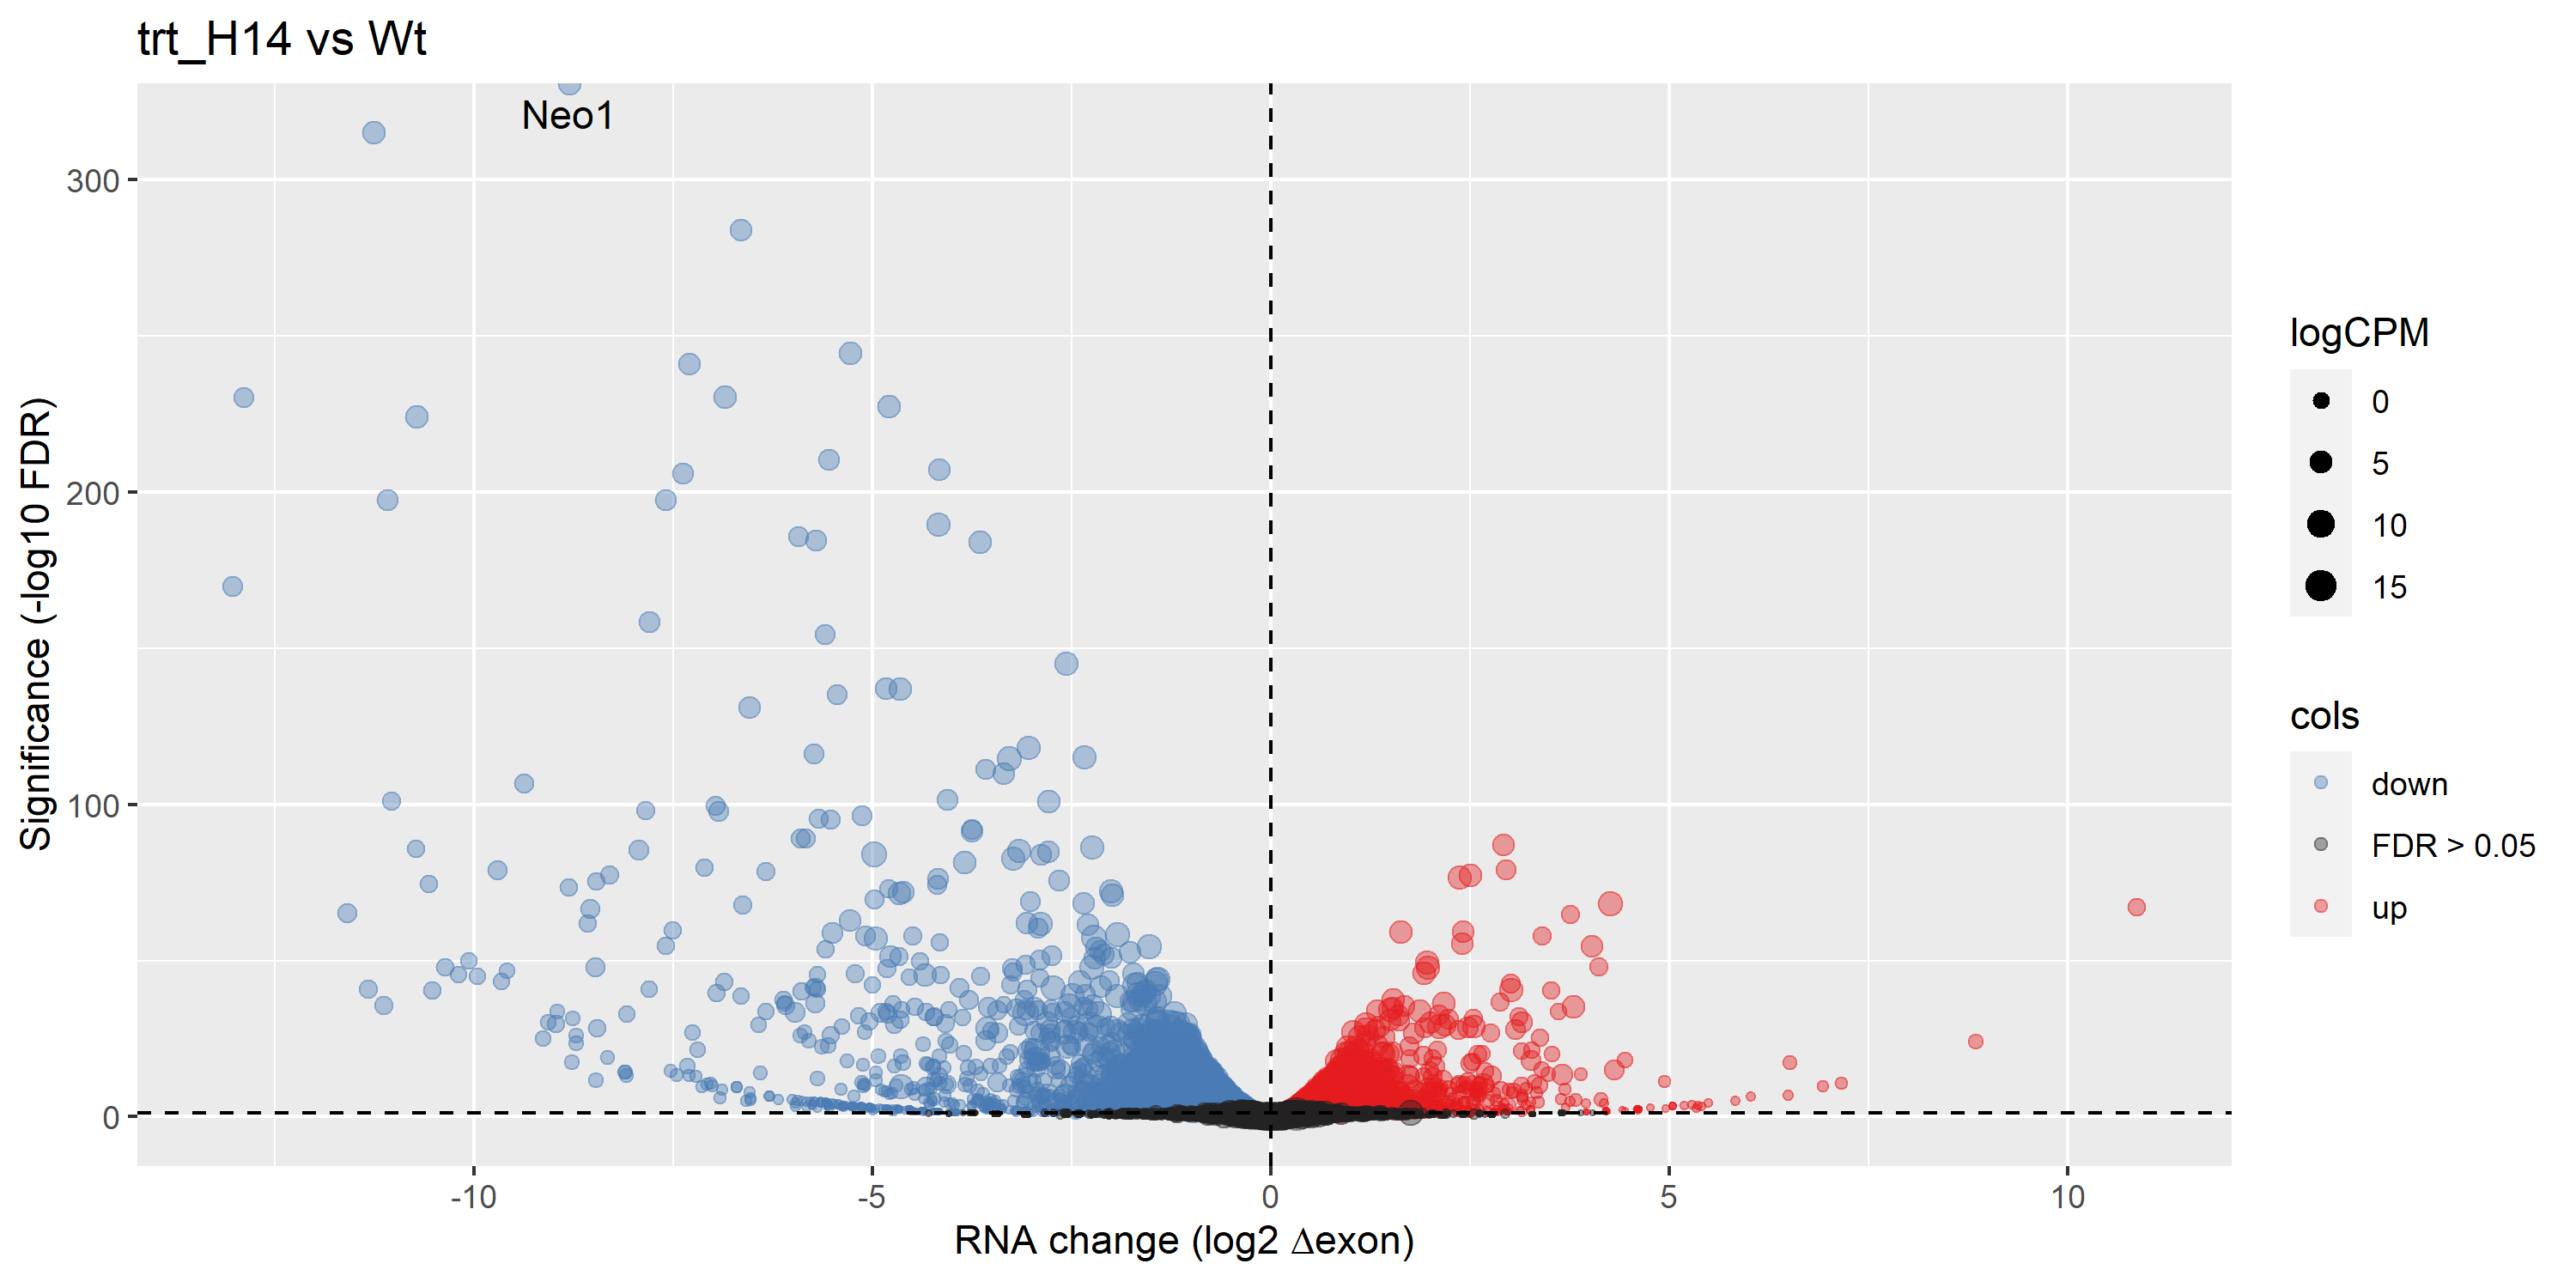 trt_H14 vs Wt
Neo1
300
200
100
0
Significance (-log10 FDR)
-10
-5
0
5
10
RNA change (log2 Δexon)
logCPM
0
5
10
15
cols
down
FDR > 0.05
up